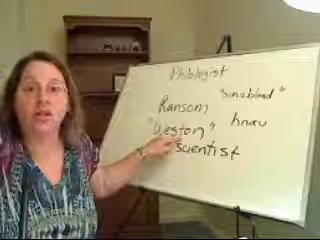 Philologist
Ransom
"sinsblood"
"Weston"
hnau
scientist